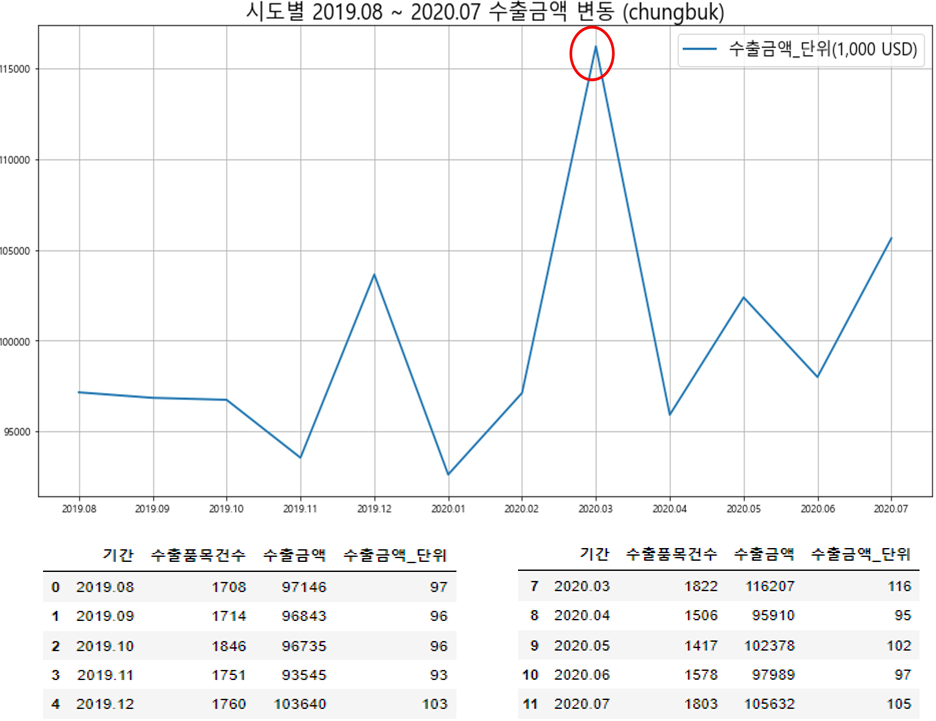 시도별 2019.08 ~ 2020.07 수출금액 변동 (chungbuk)
수출금액_단위(1,000 USD)
115000
110000
105000
100000
95000
2019.08 2019.09 2019.10 2019.11 2019.12 2020.01 2020.02 2020.03 2020.04 2020.05 2020.06 2020.07
기간 수출품목건수 수출금액 수출금액_단위
0 2019.08 1708 97146 97
1 2019.09 1714 96843 96
2 2019.10 1846 96735 96
3 2019.11 1751 93545 93
4 2019.12 1760 103640 103
기간 수출품목건수 수출금액 수출금액_단위
7 2020.03 1822 116207 116
8 2020.04 1506 95910 95
9 2020.05 1417 102378 102
10 2020.06 1578 97989 97
11 2020.07 1803 105632 105